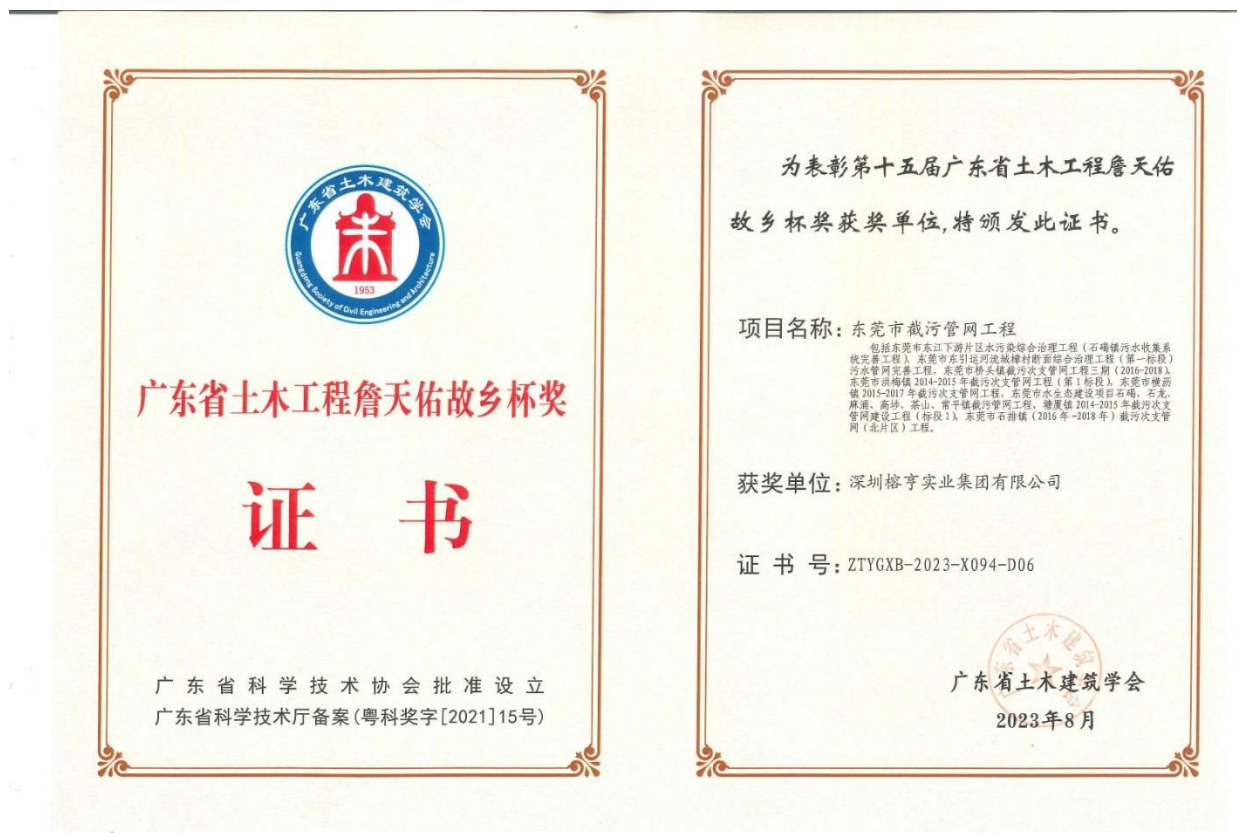 广东省土木建筑学会
1953
Guangdong Society of Civil Engineering and Architecture
广东省土木工程詹天佑故乡杯奖
证 书
广东省科学技术协会批准设立
广东省科学技术厅备案(粤科奖字[2021]15号)
为表彰第十五届广东省土木工程詹天佑
故乡杯奖获奖单位,特颁发此证书。
项目名称:东莞市截污管网工程
包括东莞市东江下游片区水污染综合治理工程(石碣镇污水收集系
统完善工程)、东莞市东引运河流域樟村断面综合治理工程(第一标段)
污水管网完善工程、东莞市桥头镇截污次支管网工程三期(2016-2018)、
东莞市洪梅镇2014-2015年截污次支管网工程(第1标段)、东莞市横沥
镇2015-2017年截污次支管网工程、东莞市水生态建设项目石碣、石龙、
麻涌、高埗、茶山、常平镇截污管网工程,塘厦镇2014-2015年截污次支
管网建设工程(标段1)、东莞市石排镇(2016年-2018年)截污次支管
网(北片区)工程。
获奖单位:深圳榕亨实业集团有限公司
证 书 号:ZTYGXB-2023-X094-D06
广东省土木建筑学会
2023年8月